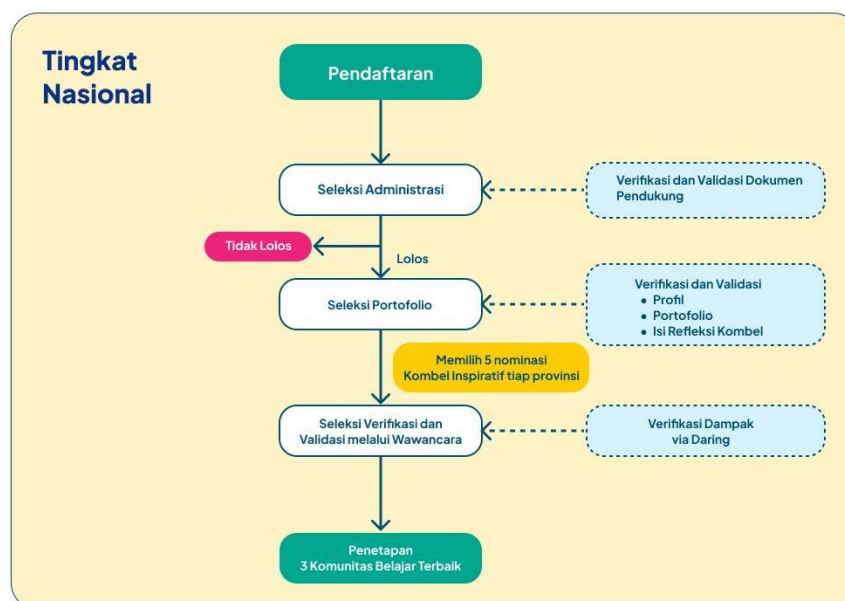 Tingkat
Nasional
Pendaftaran
Seleksi Administrasi
Verifikasi dan Validasi Dokumen
Pendukung
Tidak Lolos
Lolos
Seleksi Portofolio
Verifikasi dan Validasi
• Profil
• Portofolio
• Isi Refleksi Kombel
Memilih 5 nominasi
Kombel Inspiratif tiap provinsi
Seleksi Verifikasi dan
Validasi melalui Wawancara
Verifikasi Dampak
via Daring
Penetapan
3 Komunitas Belajar Terbaik